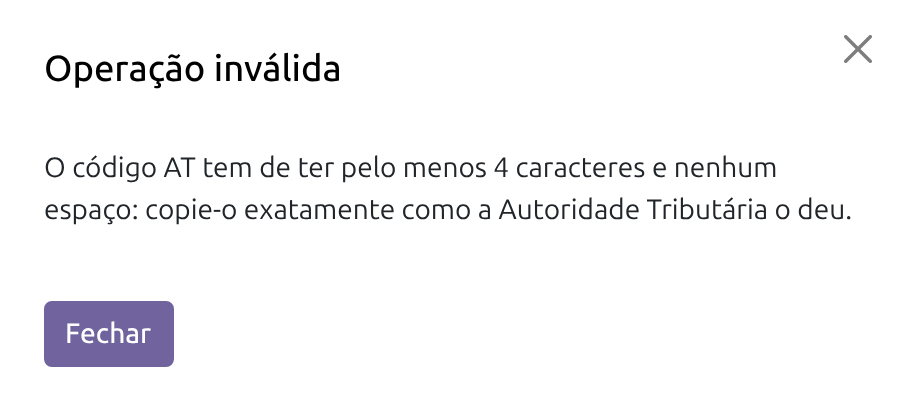 Operação inválida
O código AT tem de ter pelo menos 4 caracteres e nenhum
espaço: copie-o exatamente como a Autoridade Tributária o deu.
Fechar